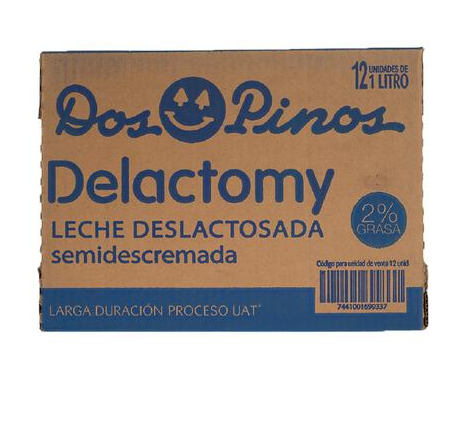 12 UNIDADES DE
1 LITRO
Dos Pinos
Delactomy
LECHE DESLACTOSADA
semidescremada
2%
GRASA
Código para unidad de venta 12 unid
7441001699337
LARGA DURACIÓN PROCESO UAT*